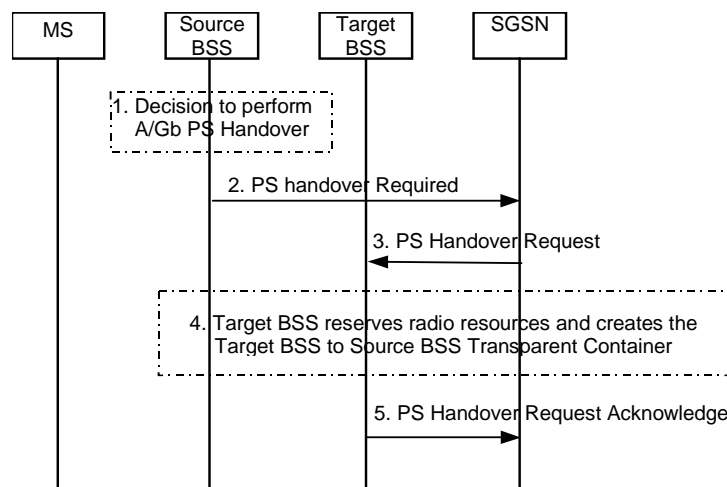 MS
Source
BSS
Target
BSS
SGSN
1. Decision to perform
A/Gb PS Handover
2. PS handover Required
3. PS Handover Request
4. Target BSS reserves radio resources and creates the
Target BSS to Source BSS Transparent Container
5. PS Handover Request Acknowledge